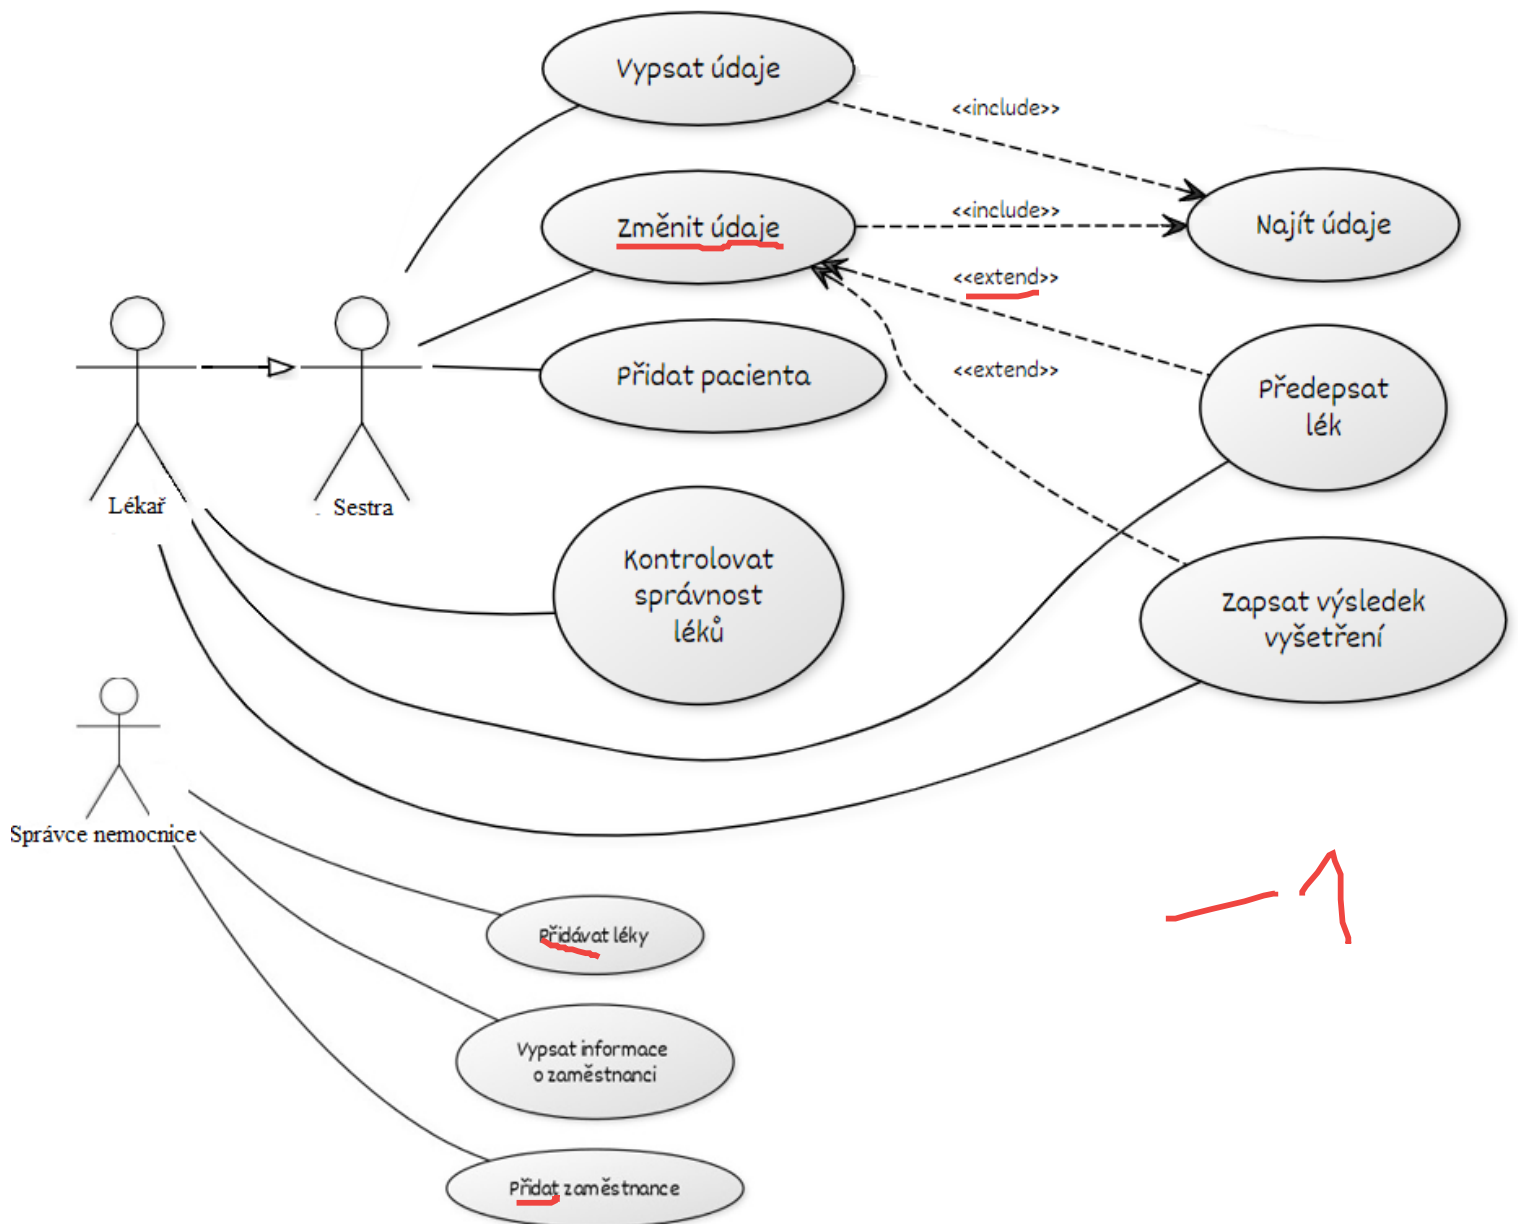 Vypsat údaje
<<include>>
Změnit údaje
<<include>>
Najít údaje
<<extend>>
Přidat pacienta
<<extend>>
Předepsat
lék
Lékař
Sestra
Kontrolovat
správnost
léků
Zapsat výsledek
vyšetření
Správce nemocnice
-1
Přidávat léky
Vypsat informace
o zaměstnanci
Přidat zaměstnance